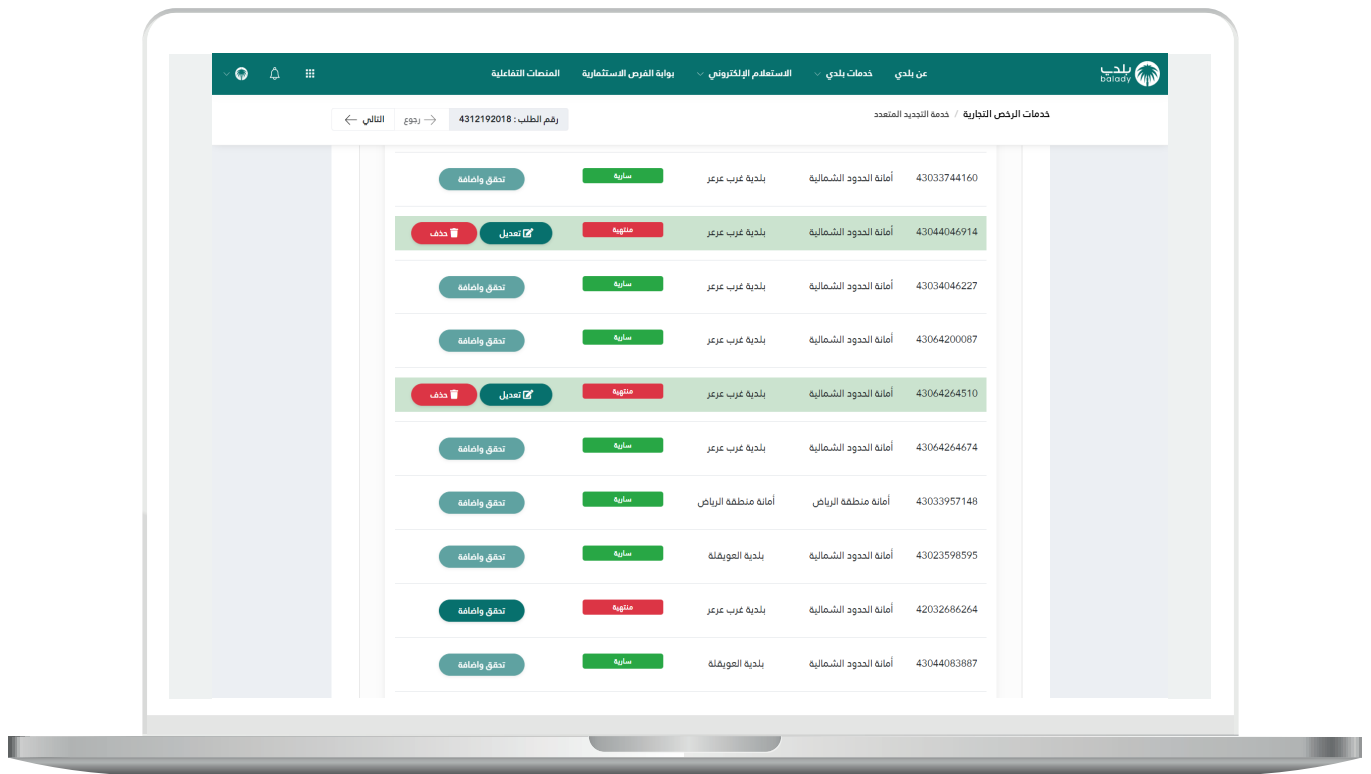 بلدي
balady
عن بلدي خدمات بلدي الاستعلام الإلكتروني بوابة الفرص الاستثمارية المنصات التفاعلية
خدمات الرخص التجارية / خدمة التجديد المتعدد
رقم الطلب : 4312192018 رجوع التالي
43033744160 أمانة الحدود الشمالية بلدية غرب عرعر سارية تحقق واضافة
43044046914 أمانة الحدود الشمالية بلدية غرب عرعر منتهية تعديل حذف
43034046227 أمانة الحدود الشمالية بلدية غرب عرعر سارية تحقق واضافة
43064200087 أمانة الحدود الشمالية بلدية غرب عرعر سارية تحقق واضافة
43064264510 أمانة الحدود الشمالية بلدية غرب عرعر منتهية تعديل حذف
43064264674 أمانة الحدود الشمالية بلدية غرب عرعر سارية تحقق واضافة
43033957148 أمانة منطقة الرياض أمانة منطقة الرياض سارية تحقق واضافة
43023598595 أمانة الحدود الشمالية بلدية العويقلة سارية تحقق واضافة
42032686264 أمانة الحدود الشمالية بلدية غرب عرعر منتهية تحقق واضافة
43044083887 أمانة الحدود الشمالية بلدية العويقلة سارية تحقق واضافة